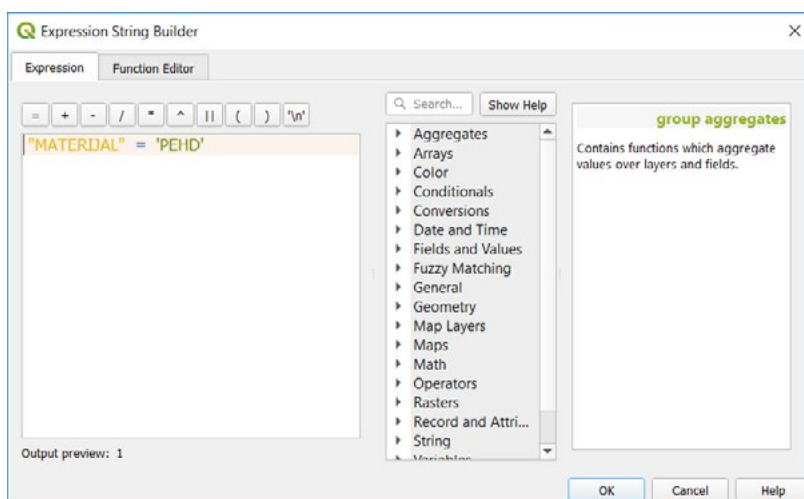 Expression String Builder
Expression Function Editor
= + - / * ^ || ( ) '\n'
"MATERIJAL" = 'PEHD'
Output preview: 1
Search... Show Help
Aggregates
Arrays
Color
Conditionals
Conversions
Date and Time
Fields and Values
Fuzzy Matching
General
Geometry
Map Layers
Maps
Math
Operators
Rasters
Record and Attri...
String
Variables
group aggregates
Contains functions which aggregate
values over layers and fields.
OK Cancel Help